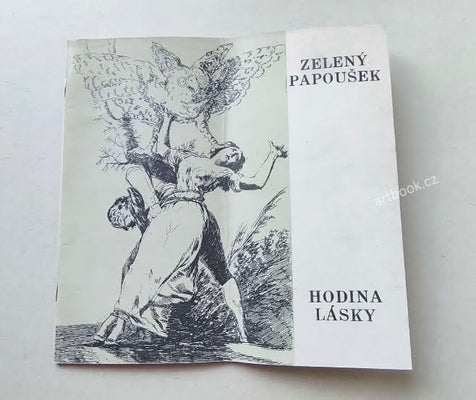 ZELENÝ
PAPOUŠEK
artbook.cz
HODINA
LÁSKY